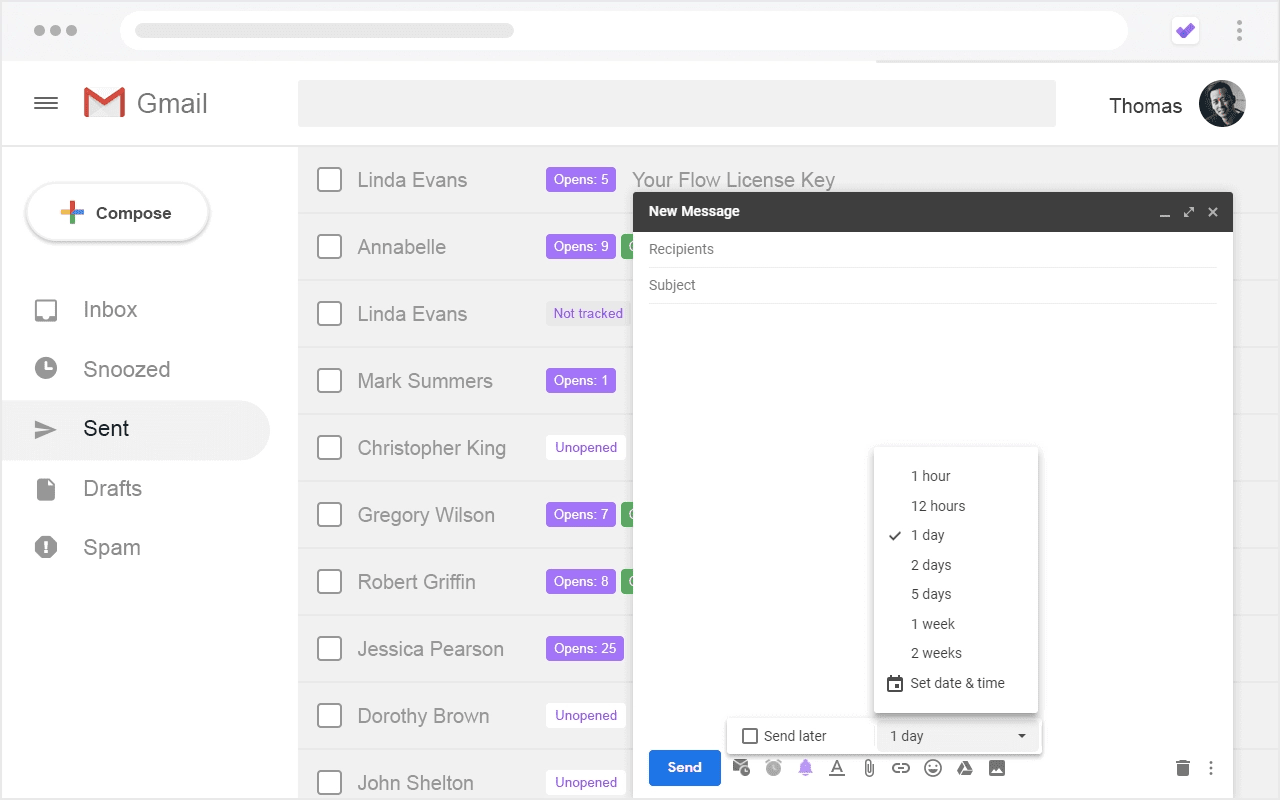 Gmail
Thomas
Compose
Inbox
Snoozed
Sent
Drafts
Spam
Linda Evans Opens: 5 Your Flow License Key
Annabelle Opens: 9
Linda Evans Not tracked
Mark Summers Opens: 1
Christopher King Unopened
Gregory Wilson Opens: 7
Robert Griffin Opens: 8
Jessica Pearson Opens: 25
Dorothy Brown Unopened
John Shelton Unopened
New Message
Recipients
Subject
1 hour
12 hours
1 day
2 days
5 days
1 week
2 weeks
Set date & time
Send later 1 day
Send